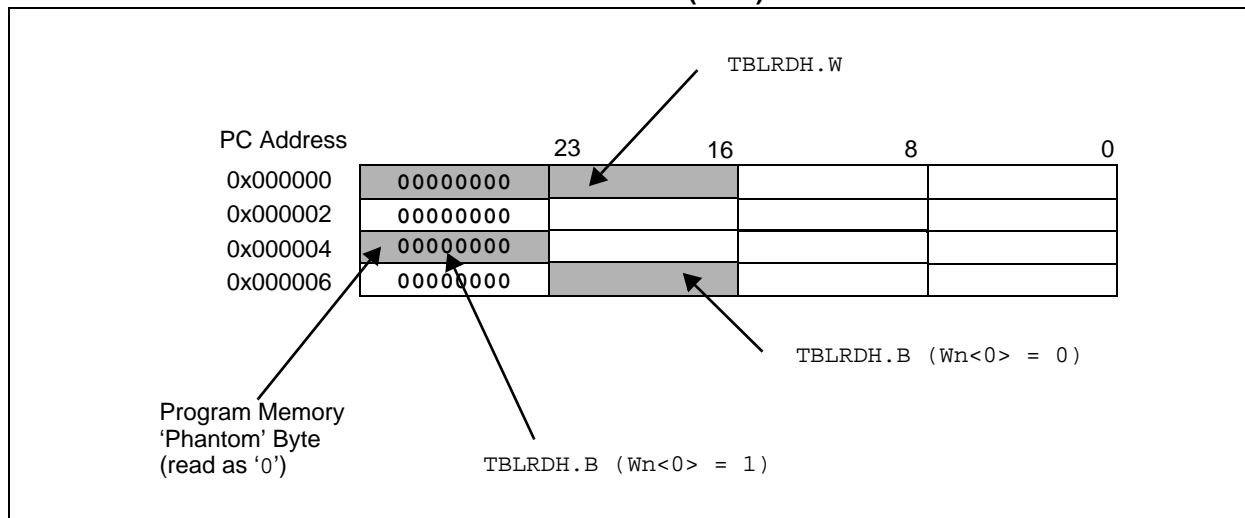 TBLRDH.W
PC Address
23 16 8 0
0x000000 00000000
0x000002 00000000
0x000004 00000000
0x000006 00000000
TBLRDH.B (Wn<0> = 0)
Program Memory
‘Phantom’ Byte
(read as ‘0’)
TBLRDH.B (Wn<0> = 1)